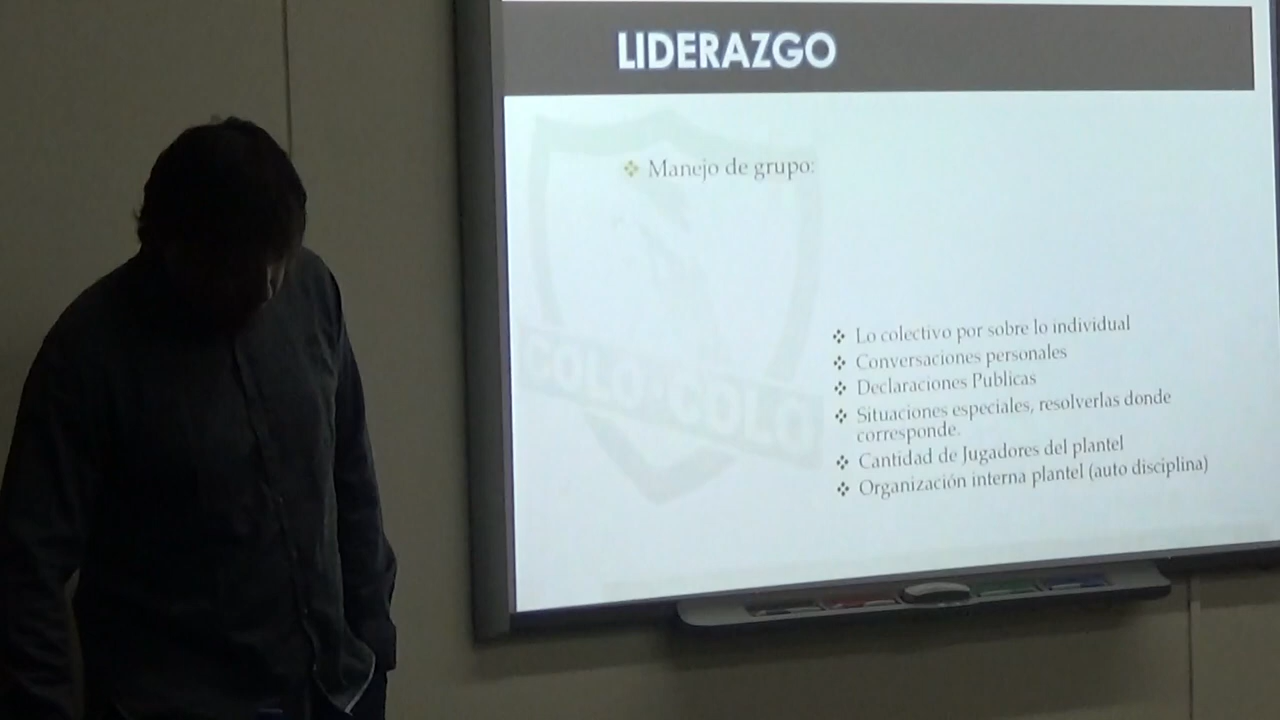 LIDERAZGO
Manejo de grupo:
COLO-COLO
Lo colectivo por sobre lo individual
Conversaciones personales
Declaraciones Publicas
Situaciones especiales, resolverlas donde
corresponde.
Cantidad de Jugadores del plantel
Organización interna plantel (auto disciplina)